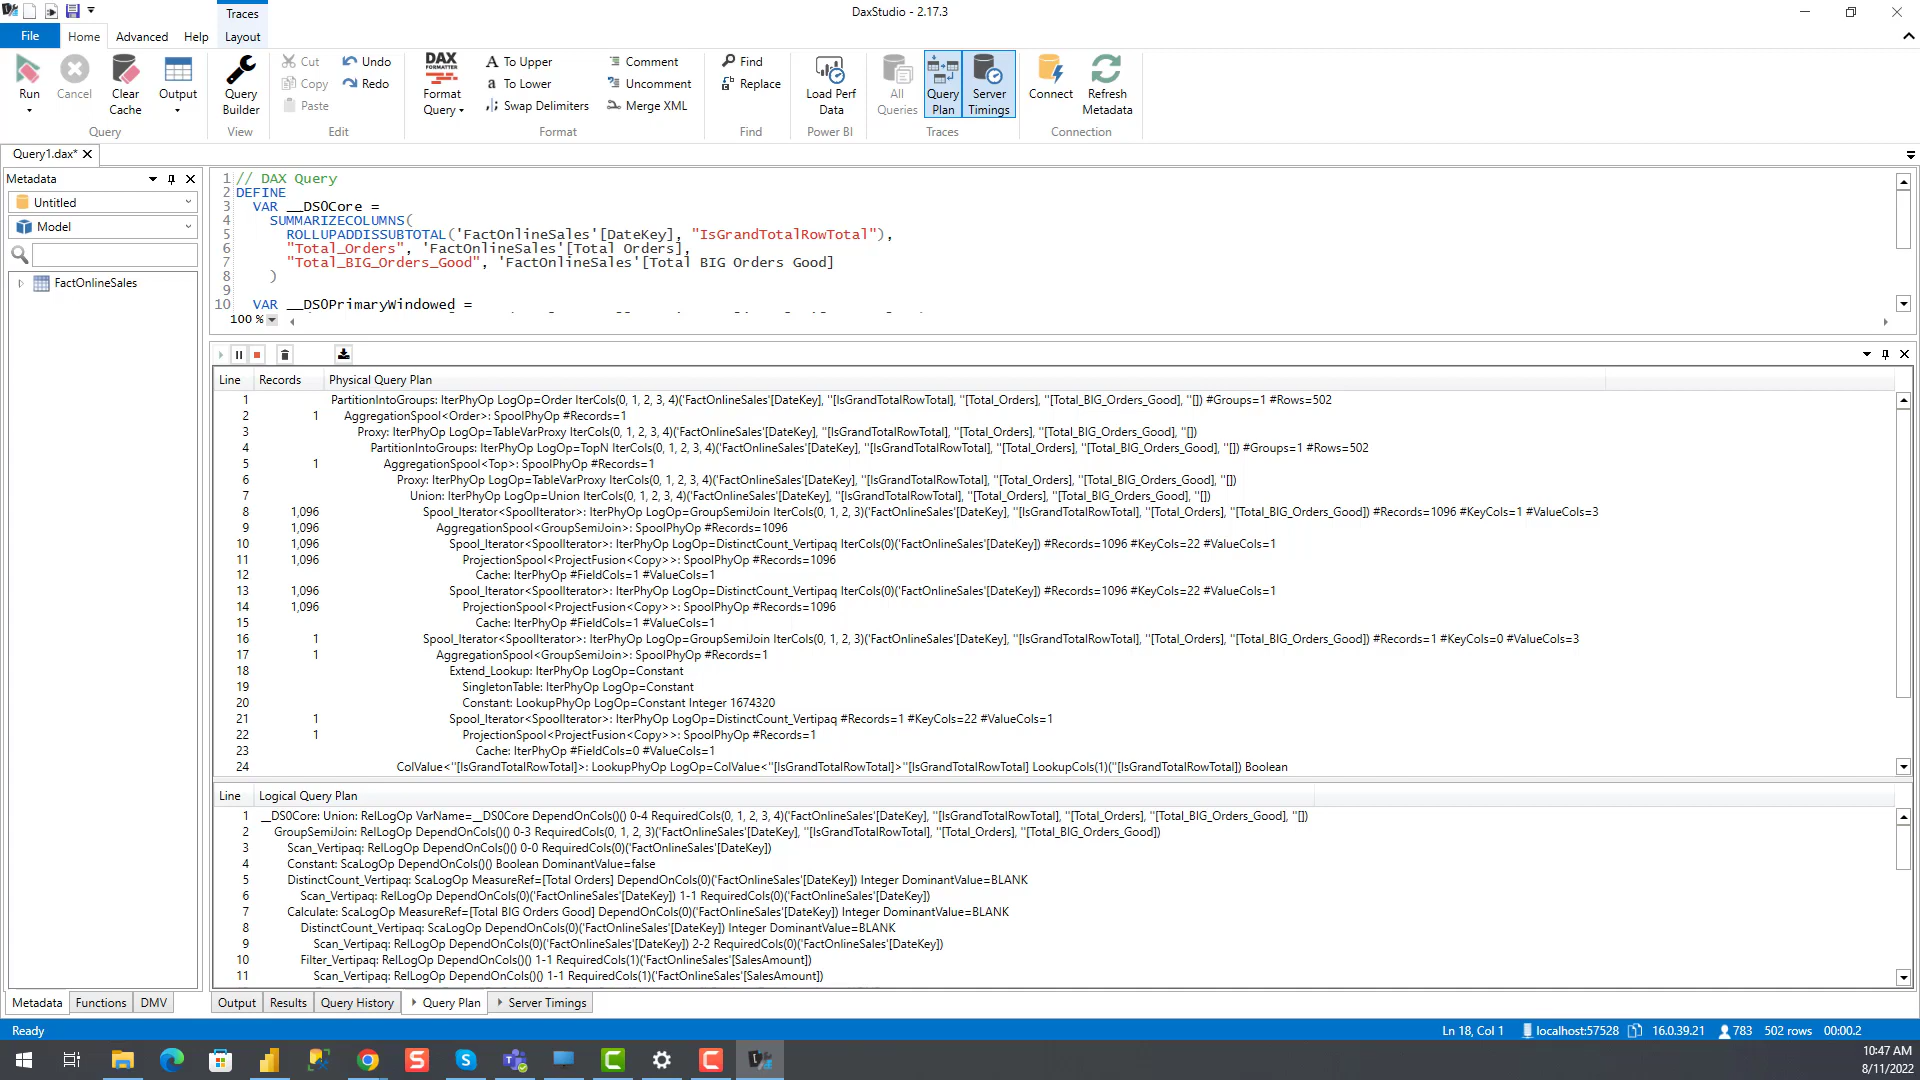 Traces
DaxStudio - 2.17.3
File
Home
Advanced
Help
Layout
Run
Cancel
Clear
Cache
Output
Query
Query
Builder
View
Cut
Copy
Paste
Undo
Redo
Edit
DAX
FORMATTER
Format
Query
A To Upper
a To Lower
Swap Delimiters
Comment
Uncomment
Merge XML
Format
Find
Replace
Find
Load Perf
Data
Power BI
All
Queries
Query
Plan
Server
Timings
Traces
Connect
Refresh
Metadata
Connection
Query1.dax*
Metadata
Untitled
Model
FactOnlineSales
1 // DAX Query
2 DEFINE
3 VAR __DS0Core =
4 SUMMARIZECOLUMNS(
5 ROLLUPADDISSUBTOTAL('FactOnlineSales'[DateKey], "IsGrandTotalRowTotal"),
6 "Total_Orders", 'FactOnlineSales'[Total Orders],
7 "Total_BIG_Orders_Good", 'FactOnlineSales'[Total BIG Orders Good]
8 )
9
10 VAR __DS0PrimaryWindowed =
100 %
Line Records Physical Query Plan
1 PartitionIntoGroups: IterPhyOp LogOp=Order IterCols(0, 1, 2, 3, 4)('FactOnlineSales'[DateKey], ''[IsGrandTotalRowTotal], ''[Total_Orders], ''[Total_BIG_Orders_Good], ''[]) #Groups=1 #Rows=502
2 1 AggregationSpool<Order>: SpoolPhyOp #Records=1
3 Proxy: IterPhyOp LogOp=TableVarProxy IterCols(0, 1, 2, 3, 4)('FactOnlineSales'[DateKey], ''[IsGrandTotalRowTotal], ''[Total_Orders], ''[Total_BIG_Orders_Good], ''[])
4 PartitionIntoGroups: IterPhyOp LogOp=TopN IterCols(0, 1, 2, 3, 4)('FactOnlineSales'[DateKey], ''[IsGrandTotalRowTotal], ''[Total_Orders], ''[Total_BIG_Orders_Good], ''[]) #Groups=1 #Rows=502
5 1 AggregationSpool<Top>: SpoolPhyOp #Records=1
6 Proxy: IterPhyOp LogOp=TableVarProxy IterCols(0, 1, 2, 3, 4)('FactOnlineSales'[DateKey], ''[IsGrandTotalRowTotal], ''[Total_Orders], ''[Total_BIG_Orders_Good], ''[])
7 Union: IterPhyOp LogOp=Union IterCols(0, 1, 2, 3, 4)('FactOnlineSales'[DateKey], ''[IsGrandTotalRowTotal], ''[Total_Orders], ''[Total_BIG_Orders_Good], ''[])
8 1,096 Spool_Iterator<SpoolIterator>: IterPhyOp LogOp=GroupSemiJoin IterCols(0, 1, 2, 3)('FactOnlineSales'[DateKey], ''[IsGrandTotalRowTotal], ''[Total_Orders], ''[Total_BIG_Orders_Good]) #Records=1096 #KeyCols=1 #ValueCols=3
9 1,096 AggregationSpool<GroupSemiJoin>: SpoolPhyOp #Records=1096
10 1,096 Spool_Iterator<SpoolIterator>: IterPhyOp LogOp=DistinctCount_Vertipaq IterCols(0)('FactOnlineSales'[DateKey]) #Records=1096 #KeyCols=22 #ValueCols=1
11 1,096 ProjectionSpool<ProjectFusion<Copy>>: SpoolPhyOp #Records=1096
12 Cache: IterPhyOp #FieldCols=1 #ValueCols=1
13 1,096 Spool_Iterator<SpoolIterator>: IterPhyOp LogOp=DistinctCount_Vertipaq IterCols(0)('FactOnlineSales'[DateKey]) #Records=1096 #KeyCols=22 #ValueCols=1
14 1,096 ProjectionSpool<ProjectFusion<Copy>>: SpoolPhyOp #Records=1096
15 Cache: IterPhyOp #FieldCols=1 #ValueCols=1
16 1 Spool_Iterator<SpoolIterator>: IterPhyOp LogOp=GroupSemiJoin IterCols(0, 1, 2, 3)('FactOnlineSales'[DateKey], ''[IsGrandTotalRowTotal], ''[Total_Orders], ''[Total_BIG_Orders_Good]) #Records=1 #KeyCols=0 #ValueCols=3
17 1 AggregationSpool<GroupSemiJoin>: SpoolPhyOp #Records=1
18 Extend_Lookup: IterPhyOp LogOp=Constant
19 SingletonTable: IterPhyOp LogOp=Constant
20 Constant: LookupPhyOp LogOp=Constant Integer 1674320
21 1 Spool_Iterator<SpoolIterator>: IterPhyOp LogOp=DistinctCount_Vertipaq #Records=1 #KeyCols=22 #ValueCols=1
22 1 ProjectionSpool<ProjectFusion<Copy>>: SpoolPhyOp #Records=1
23 Cache: IterPhyOp #FieldCols=0 #ValueCols=1
24 ColValue<''[IsGrandTotalRowTotal]>: LookupPhyOp LogOp=ColValue<''[IsGrandTotalRowTotal]>''[IsGrandTotalRowTotal] LookupCols(1)(''[IsGrandTotalRowTotal]) Boolean
Line Logical Query Plan
1 __DS0Core: Union: RelLogOp VarName=__DS0Core DependOnCols()() 0-4 RequiredCols(0, 1, 2, 3, 4)('FactOnlineSales'[DateKey], ''[IsGrandTotalRowTotal], ''[Total_Orders], ''[Total_BIG_Orders_Good], ''[])
2 GroupSemiJoin: RelLogOp DependOnCols()() 0-3 RequiredCols(0, 1, 2, 3)('FactOnlineSales'[DateKey], ''[IsGrandTotalRowTotal], ''[Total_Orders], ''[Total_BIG_Orders_Good])
3 Scan_Vertipaq: RelLogOp DependOnCols()() 0-0 RequiredCols(0)('FactOnlineSales'[DateKey])
4 Constant: ScaLogOp DependOnCols()() Boolean DominantValue=false
5 DistinctCount_Vertipaq: ScaLogOp MeasureRef=[Total Orders] DependOnCols(0)('FactOnlineSales'[DateKey]) Integer DominantValue=BLANK
6 Scan_Vertipaq: RelLogOp DependOnCols(0)('FactOnlineSales'[DateKey]) 1-1 RequiredCols(0)('FactOnlineSales'[DateKey])
7 Calculate: ScaLogOp MeasureRef=[Total BIG Orders Good] DependOnCols(0)('FactOnlineSales'[DateKey]) Integer DominantValue=BLANK
8 DistinctCount_Vertipaq: ScaLogOp DependOnCols(0)('FactOnlineSales'[DateKey]) Integer DominantValue=BLANK
9 Scan_Vertipaq: RelLogOp DependOnCols(0)('FactOnlineSales'[DateKey]) 2-2 RequiredCols(0)('FactOnlineSales'[DateKey])
10 Filter_Vertipaq: RelLogOp DependOnCols()() 1-1 RequiredCols(1)('FactOnlineSales'[SalesAmount])
11 Scan_Vertipaq: RelLogOp DependOnCols()() 1-1 RequiredCols(1)('FactOnlineSales'[SalesAmount])
Metadata
Functions
DMV
Output
Results
Query History
Query Plan
Server Timings
Ready
Ln 18, Col 1
localhost:57528
16.0.39.21
783
502 rows
00:00.2
10:47 AM
8/11/2022